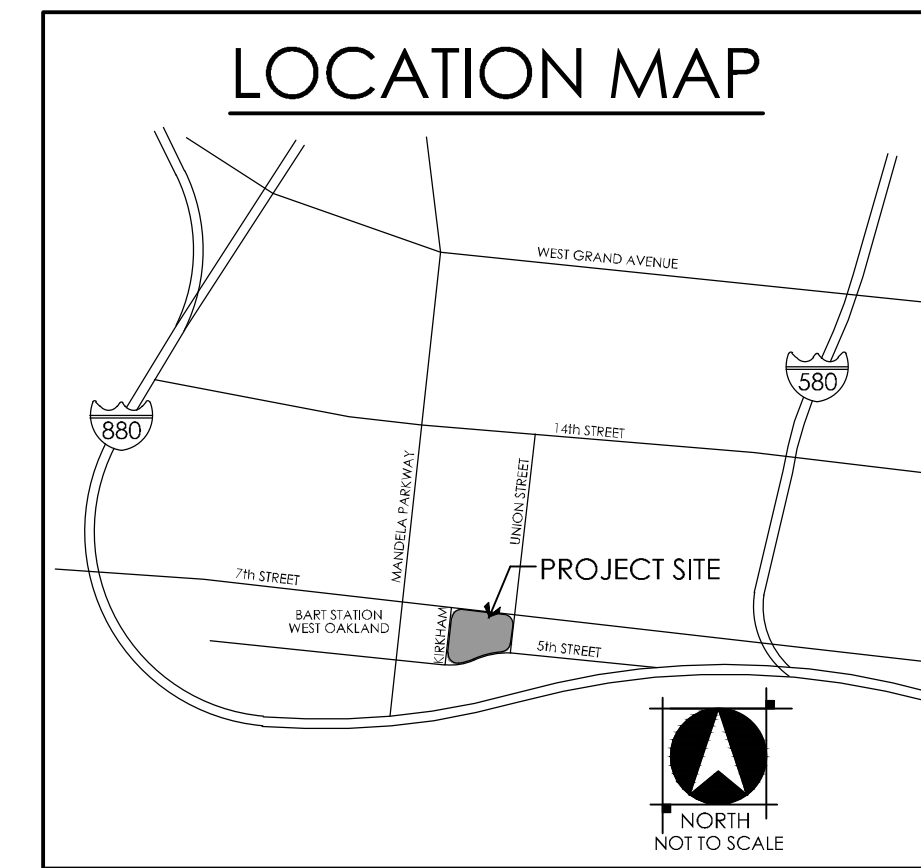 LOCATION MAP
WEST GRAND AVENUE
580
880
14th STREET
MANDELA PARKWAY
UNION STREET
PROJECT SITE
7th STREET
BART STATION
WEST OAKLAND
KIRKHAM
5th STREET
NORTH
NOT TO SCALE